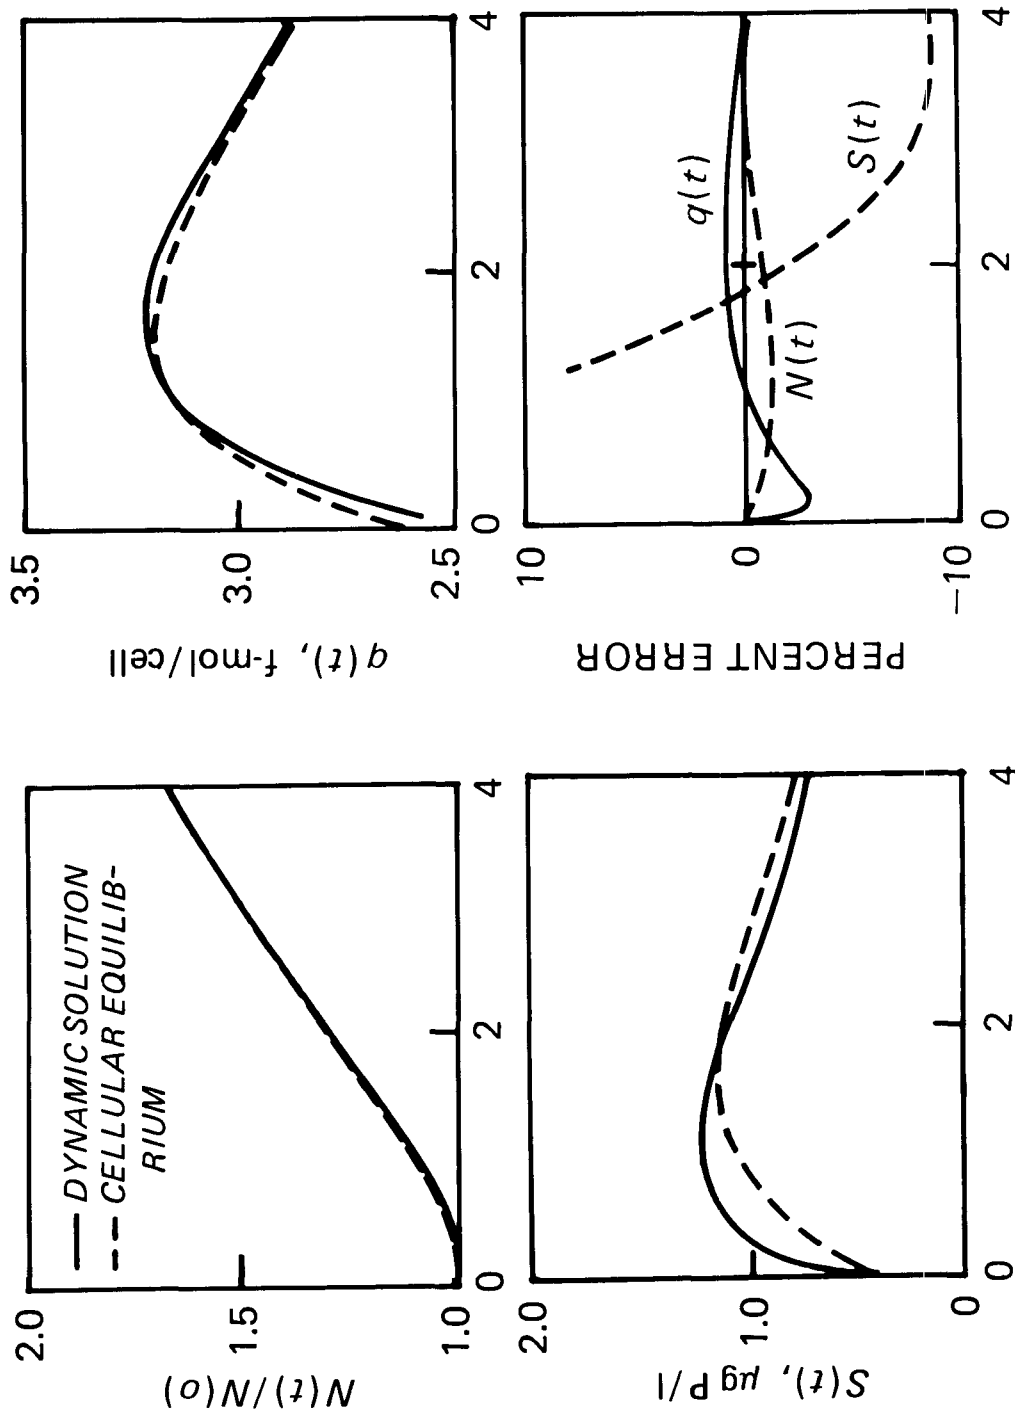 2.0
1.5
1.0
N(t)/N(o)
DYNAMIC SOLUTION
CELLULAR EQUILIB-
RIUM
0
2
4
3.5
3.0
2.5
q(t), f-mol/cell
0
2
4
2.0
1.0
0
S(t), μg P/l
0
2
4
10
0
-10
PERCENT ERROR
q(t)
N(t)
S(t)
0
2
4